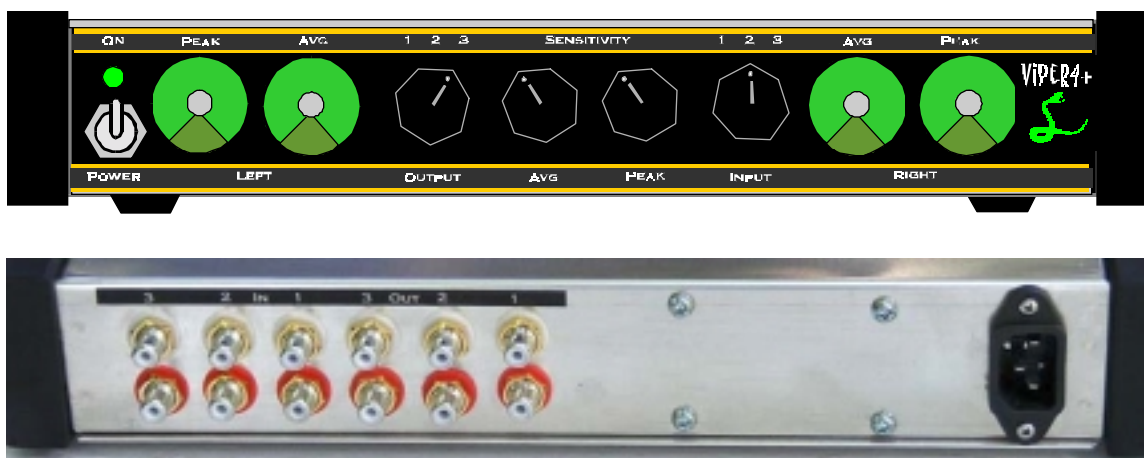 ON PEAK AVG 1 2 3 SENSITIVITY 1 2 3 AVG PEAK
ViPER4+
POWER LEFT OUTPUT AVG PEAK INPUT RIGHT
3 2 IN 1 3 OUT 2 1